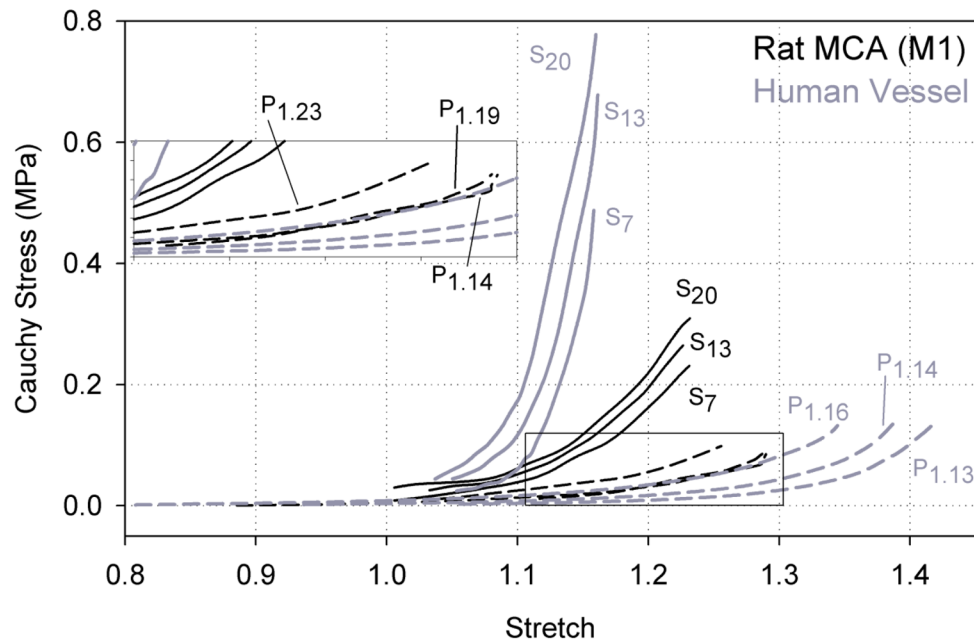 Rat MCA (M1)
Human Vessel
Cauchy Stress (MPa)
0.8
0.6
0.4
0.2
0.0
S20
S13
S7
P1.23
P1.19
P1.14
S20
S13
S7
P1.16
P1.14
P1.13
0.8 0.9 1.0 1.1 1.2 1.3 1.4
Stretch